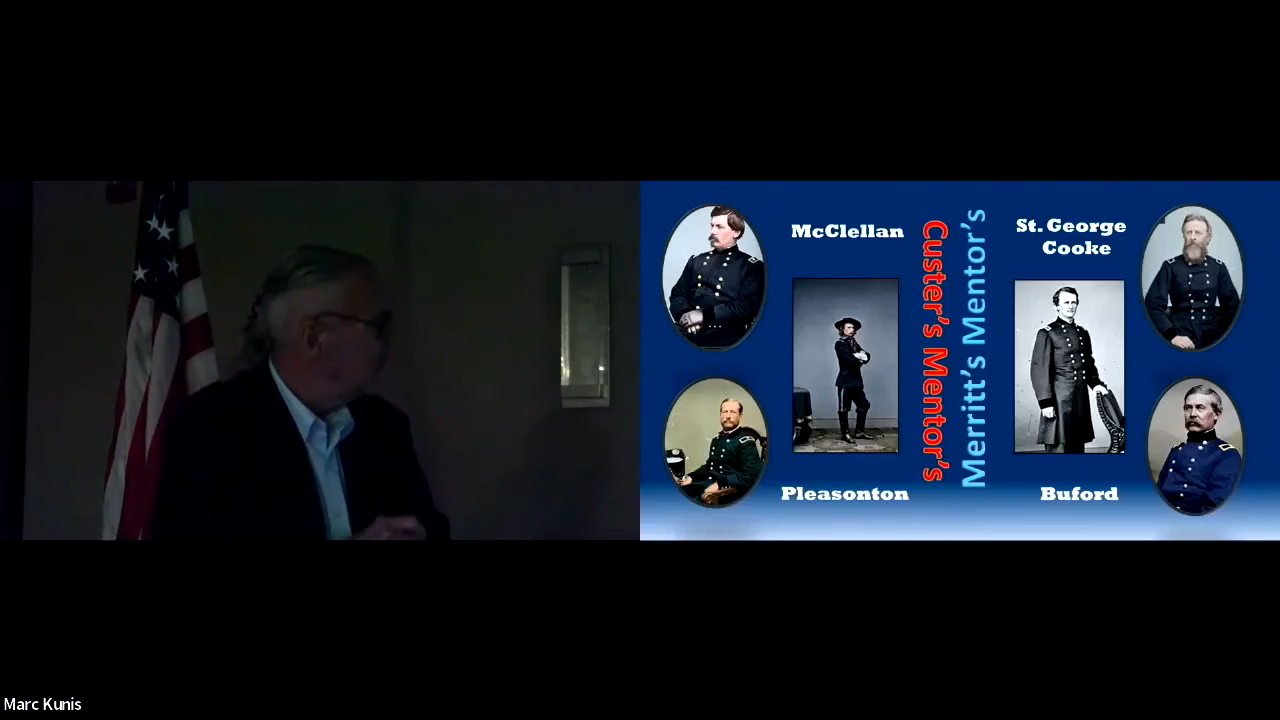 McClellan
Custer's Mentor's
Merritt's Mentor's
St. George
Cooke
Pleasonton
Buford
Marc Kunis